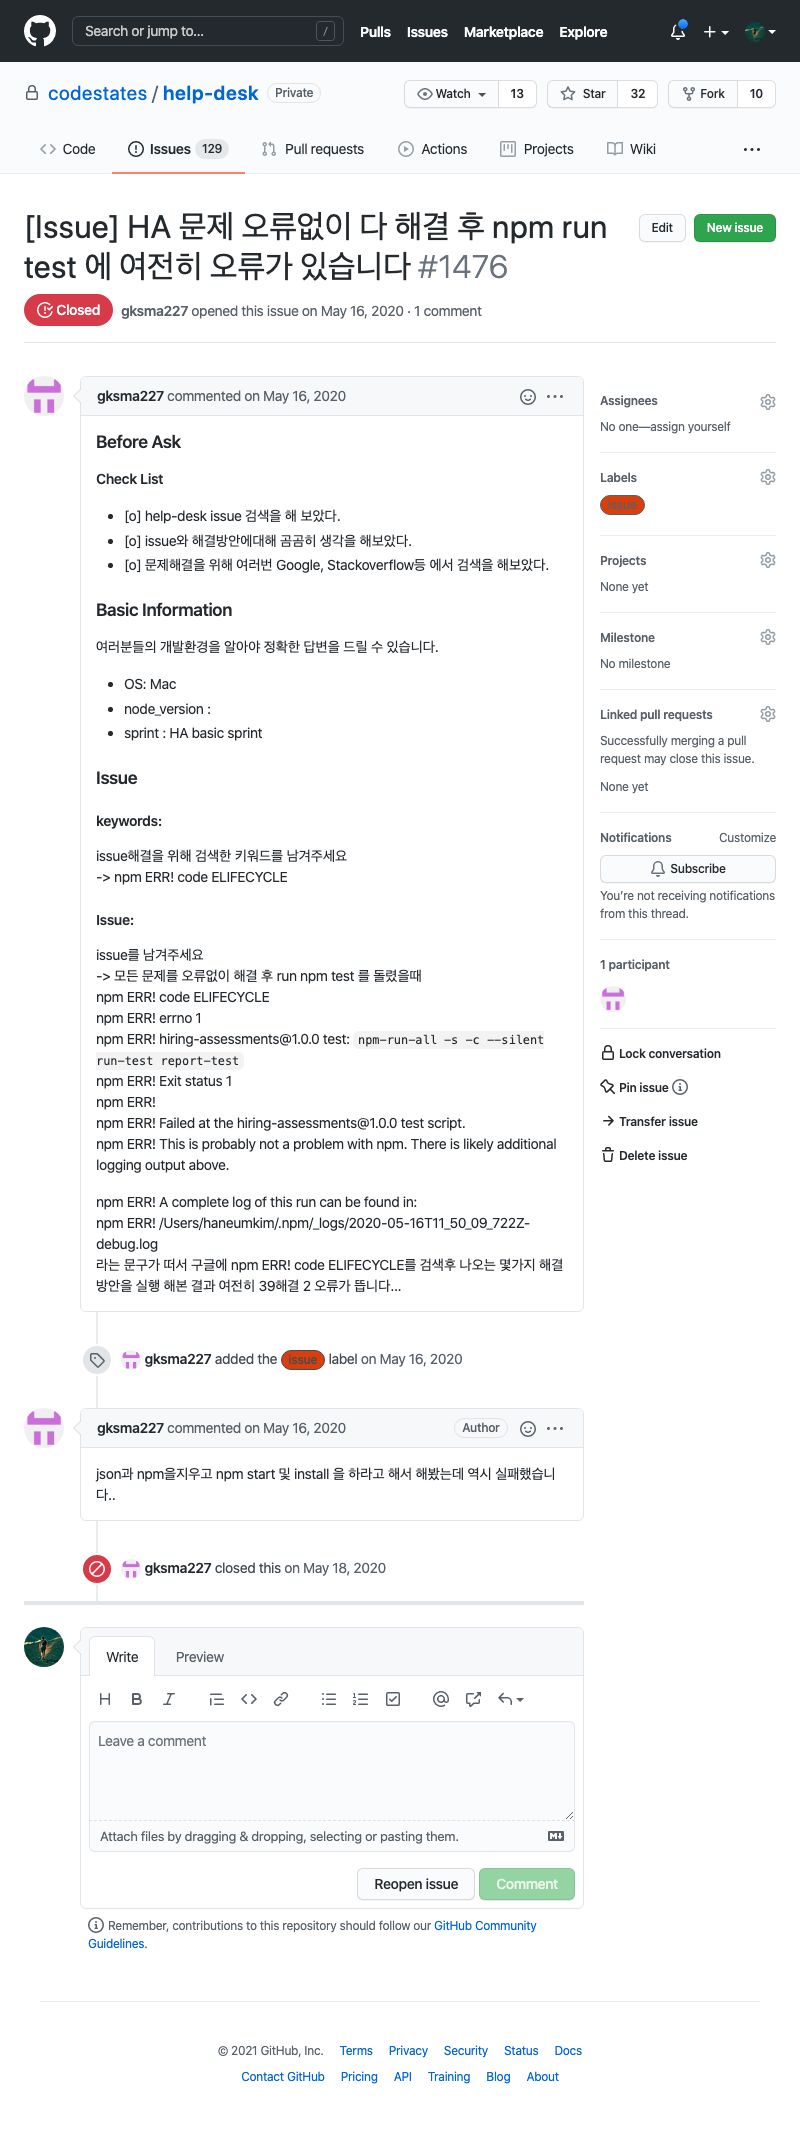 Search or jump to...
/
Pulls
Issues
Marketplace
Explore
codestates / help-desk
Private
Watch
13
Star
32
Fork
10
Code
Issues 129
Pull requests
Actions
Projects
Wiki
[Issue] HA 문제 오류없이 다 해결 후 npm run
test 에 여전히 오류가 있습니다 #1476
Edit
New issue
Closed
gksma227 opened this issue on May 16, 2020 · 1 comment
gksma227 commented on May 16, 2020
Before Ask
Check List
[o] help-desk issue 검색을 해 보았다.
[o] issue와 해결방안에대해 곰곰히 생각을 해보았다.
[o] 문제해결을 위해 여러번 Google, Stackoverflow등 에서 검색을 해보았다.
Basic Information
여러분들의 개발환경을 알아야 정확한 답변을 드릴 수 있습니다.
OS: Mac
node_version :
sprint : HA basic sprint
Issue
keywords:
issue해결을 위해 검색한 키워드를 남겨주세요
-> npm ERR! code ELIFECYCLE
Issue:
issue를 남겨주세요
-> 모든 문제를 오류없이 해결 후 run npm test 를 돌렸을때
npm ERR! code ELIFECYCLE
npm ERR! errno 1
npm ERR! hiring-assessments@1.0.0 test: npm-run-all -s -c --silent
run-test report-test
npm ERR! Exit status 1
npm ERR!
npm ERR! Failed at the hiring-assessments@1.0.0 test script.
npm ERR! This is probably not a problem with npm. There is likely additional
logging output above.
npm ERR! A complete log of this run can be found in:
npm ERR! /Users/haneumkim/.npm/_logs/2020-05-16T11_50_09_722Z-
debug.log
라는 문구가 떠서 구글에 npm ERR! code ELIFECYCLE를 검색후 나오는 몇가지 해결
방안을 실행 해본 결과 여전히 39해결 2 오류가 뜹니다...
gksma227 added the issue label on May 16, 2020
gksma227 commented on May 16, 2020
Author
json과 npm을지우고 npm start 및 install 을 하라고 해서 해봤는데 역시 실패했습니
다..
gksma227 closed this on May 18, 2020
Write
Preview
Leave a comment
Attach files by dragging & dropping, selecting or pasting them.
Reopen issue
Comment
Remember, contributions to this repository should follow our GitHub Community
Guidelines.
Assignees
No one—assign yourself
Labels
issue
Projects
None yet
Milestone
No milestone
Linked pull requests
Successfully merging a pull
request may close this issue.
None yet
Notifications
Customize
Subscribe
You're not receiving notifications
from this thread.
1 participant
Lock conversation
Pin issue
Transfer issue
Delete issue
© 2021 GitHub, Inc.
Terms
Privacy
Security
Status
Docs
Contact GitHub
Pricing
API
Training
Blog
About